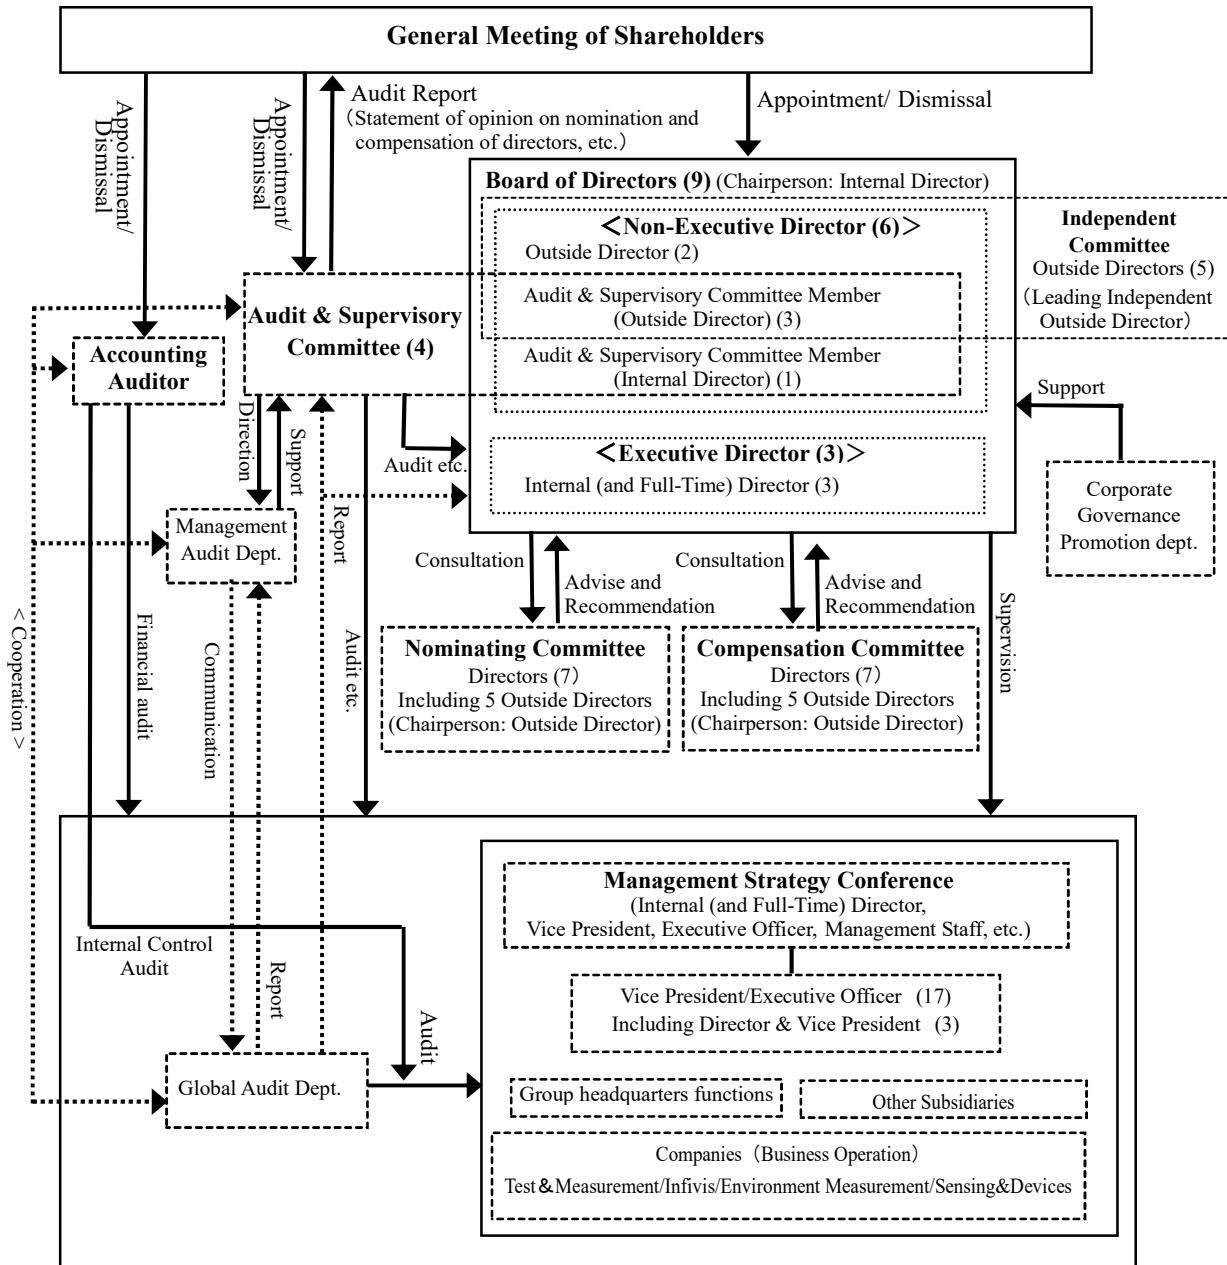 General Meeting of Shareholders
Appointment/
Dismissal
Appointment/
Dismissal
Audit Report
（Statement of opinion on nomination and
compensation of directors, etc.）
Appointment/ Dismissal
Board of Directors (9) (Chairperson: Internal Director)
＜Non-Executive Director (6)＞
Outside Director (2)
Audit & Supervisory Committee Member
(Outside Director) (3)
Audit & Supervisory Committee Member
(Internal Director) (1)
Independent
Committee
Outside Directors (5)
（Leading Independent
Outside Director）
Audit & Supervisory
Committee (4)
Accounting
Auditor
Direction
Support
Audit etc.
＜Executive Director (3)＞
Internal (and Full-Time) Director (3)
Support
Corporate
Governance
Promotion dept.
Management
Audit Dept.
Report
Consultation
Advise and
Recommendation
Consultation
Advise and
Recommendation
Supervision
< Cooperation >
Financial audit
Communication
Audit etc.
Nominating Committee
Directors (7）
Including 5 Outside Directors
(Chairperson: Outside Director)
Compensation Committee
Directors (7）
Including 5 Outside Directors
(Chairperson: Outside Director)
Management Strategy Conference
(Internal (and Full-Time) Director,
Vice President, Executive Officer, Management Staff, etc.)
Internal Control
Audit
Report
Audit
Vice President/Executive Officer (17)
Including Director & Vice President (3)
Global Audit Dept.
Group headquarters functions
Other Subsidiaries
Companies（Business Operation）
Test＆Measurement/Infivis/Environment Measurement/Sensing&Devices